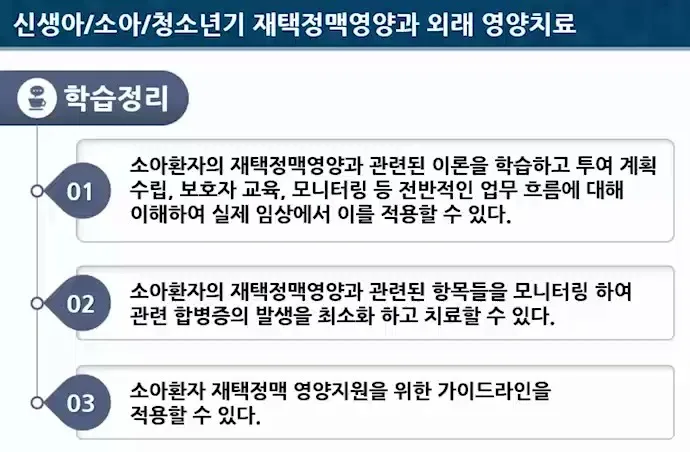 신생아/소아/청소년기 재택정맥영양과 외래 영양치료
학습정리
01
소아환자의 재택정맥영양과 관련된 이론을 학습하고 투여 계획
수립, 보호자 교육, 모니터링 등 전반적인 업무 흐름에 대해
이해하여 실제 임상에서 이를 적용할 수 있다.
02
소아환자의 재택정맥영양과 관련된 항목들을 모니터링 하여
관련 합병증의 발생을 최소화 하고 치료할 수 있다.
03
소아환자 재택정맥 영양지원을 위한 가이드라인을
적용할 수 있다.